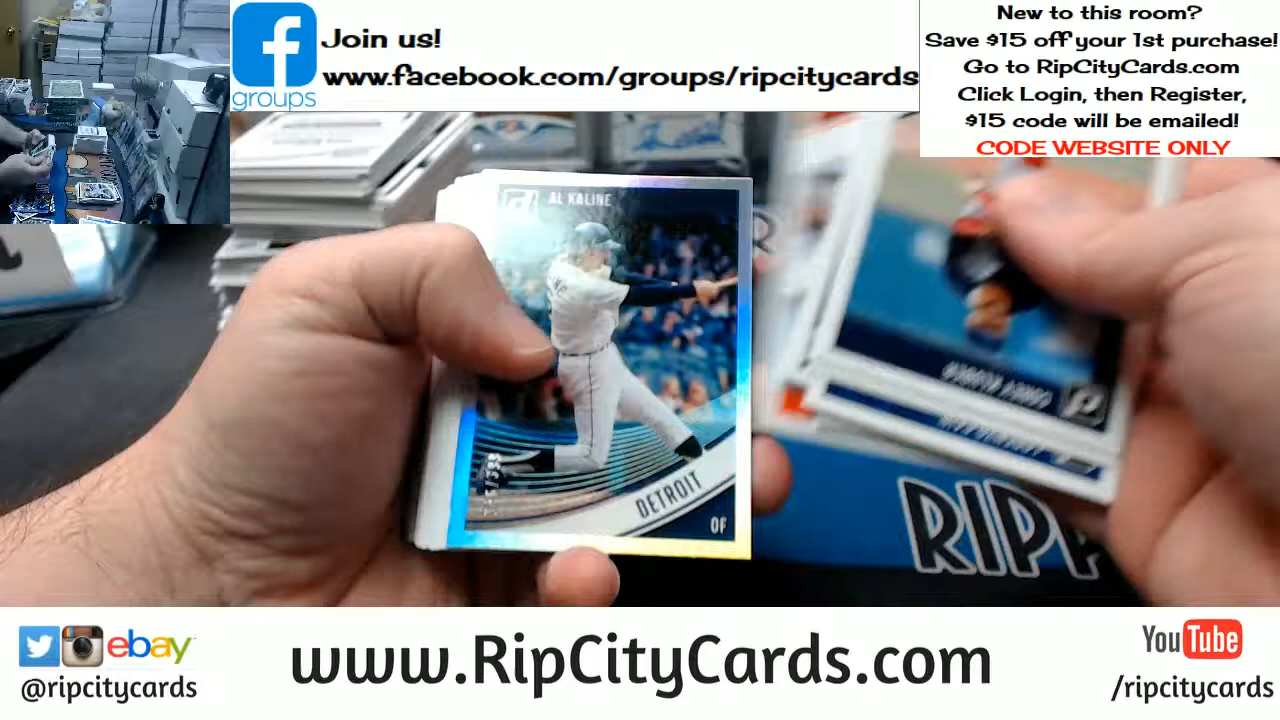 groups
Join us!
www.facebook.com/groups/ripcitycards
New to this room?
Save $15 off your 1st purchase!
Go to RipCityCards.com
Click Login, then Register,
$15 code will be emailed!
CODE WEBSITE ONLY
AL KALINE
DETROIT
OF
RIP
ebay
@ripcitycards
www.RipCityCards.com
YouTube
/ripcitycards